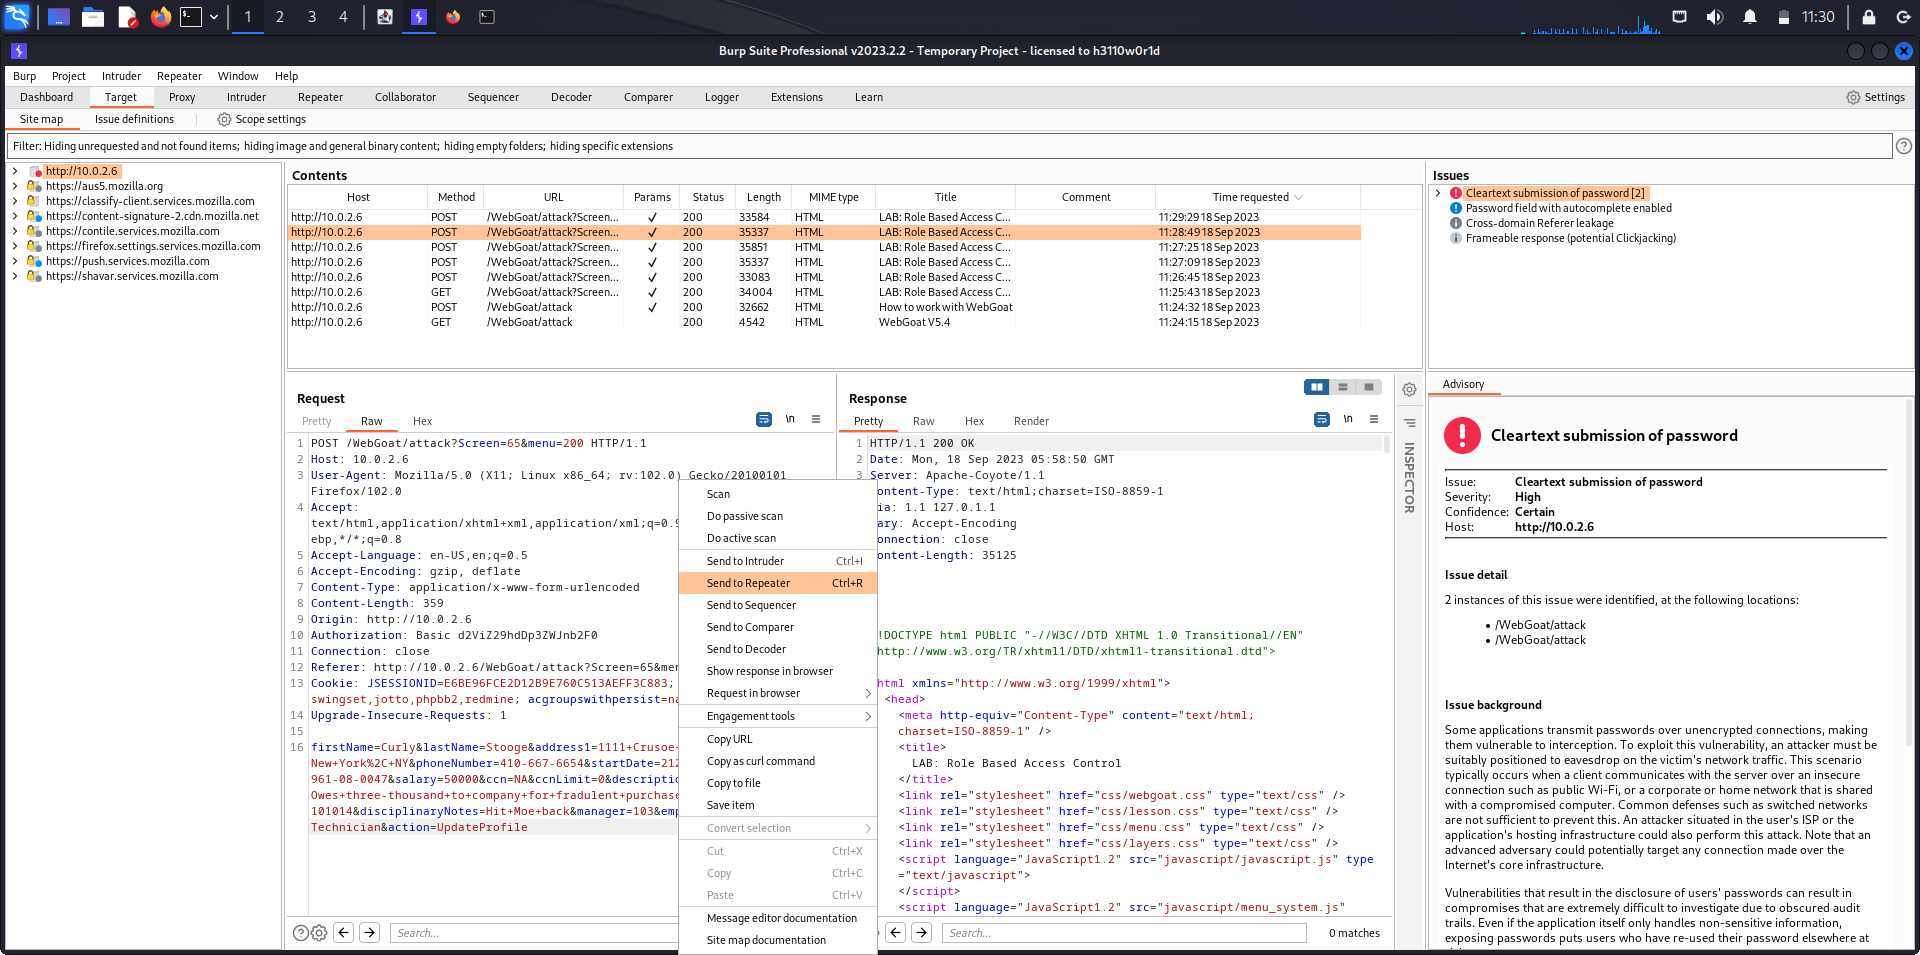 1
2
3
4
11:30
Burp Suite Professional v2023.2.2 - Temporary Project - licensed to h3110w0r1d
Burp Project Intruder Repeater Window Help
Dashboard Target Proxy Intruder Repeater Collaborator Sequencer Decoder Comparer Logger Extensions Learn Settings
Site map Issue definitions Scope settings
Filter: Hiding unrequested and not found items; hiding image and general binary content; hiding empty folders; hiding specific extensions
http://10.0.2.6
https://aus5.mozilla.org
https://classify-client.services.mozilla.com
https://content-signature-2.cdn.mozilla.net
https://contile.services.mozilla.com
https://firefox.settings.services.mozilla.com
https://push.services.mozilla.com
https://shavar.services.mozilla.com
Contents
Host Method URL Params Status Length MIME type Title Comment Time requested
http://10.0.2.6 POST /WebGoat/attack?Screen... ✓ 200 33584 HTML LAB: Role Based Access C... 11:29:29 18 Sep 2023
http://10.0.2.6 POST /WebGoat/attack?Screen... ✓ 200 35337 HTML LAB: Role Based Access C... 11:28:49 18 Sep 2023
http://10.0.2.6 POST /WebGoat/attack?Screen... ✓ 200 35851 HTML LAB: Role Based Access C... 11:27:25 18 Sep 2023
http://10.0.2.6 POST /WebGoat/attack?Screen... ✓ 200 35337 HTML LAB: Role Based Access C... 11:27:09 18 Sep 2023
http://10.0.2.6 POST /WebGoat/attack?Screen... ✓ 200 33083 HTML LAB: Role Based Access C... 11:26:45 18 Sep 2023
http://10.0.2.6 GET /WebGoat/attack?Screen... ✓ 200 34004 HTML LAB: Role Based Access C... 11:25:43 18 Sep 2023
http://10.0.2.6 POST /WebGoat/attack ✓ 200 32662 HTML How to work with WebGoat 11:24:32 18 Sep 2023
http://10.0.2.6 GET /WebGoat/attack 200 4542 HTML WebGoat V5.4 11:24:15 18 Sep 2023
Issues
Cleartext submission of password [2]
Password field with autocomplete enabled
Cross-domain Referer leakage
Frameable response (potential Clickjacking)
Request
Pretty Raw Hex \n
1 POST /WebGoat/attack?Screen=65&menu=200 HTTP/1.1
2 Host: 10.0.2.6
3 User-Agent: Mozilla/5.0 (X11; Linux x86_64; rv:102.0) Gecko/20100101
Firefox/102.0
4 Accept:
text/html,application/xhtml+xml,application/xml;q=0.9
ebp,*/*;q=0.8
5 Accept-Language: en-US,en;q=0.5
6 Accept-Encoding: gzip, deflate
7 Content-Type: application/x-www-form-urlencoded
8 Content-Length: 359
9 Origin: http://10.0.2.6
10 Authorization: Basic d2ViZ29hdDp3ZWJnb2F0
11 Connection: close
12 Referer: http://10.0.2.6/WebGoat/attack?Screen=65&men
13 Cookie: JSESSIONID=E6BE96FCE2D12B9E760C513AEFF3C883;
swingset,jotto,phpbb2,redmine; acgroupswithpersist=na
14 Upgrade-Insecure-Requests: 1
15
16 firstName=Curly&lastName=Stooge&address1=1111+Crusoe+
New+York%2C+NY&phoneNumber=410-667-6654&startDate=212
961-08-0047&salary=50000&ccn=NA&ccnLimit=0&descriptio
Owes+three-thousand+to+company+for+fradulent+purchase
101014&disciplinaryNotes=Hit+Moe+back&manager=103&emp
Technician&action=UpdateProfile
Search...
Scan
Do passive scan
Do active scan
Send to Intruder Ctrl+I
Send to Repeater Ctrl+R
Send to Sequencer
Send to Comparer
Send to Decoder
Show response in browser
Request in browser
Engagement tools
Copy URL
Copy as curl command
Copy to file
Save item
Convert selection
Cut Ctrl+X
Copy Ctrl+C
Paste Ctrl+V
Message editor documentation
Site map documentation
Response
Pretty Raw Hex Render \n
1 HTTP/1.1 200 OK
2 Date: Mon, 18 Sep 2023 05:58:50 GMT
3 Server: Apache-Coyote/1.1
ontent-Type: text/html;charset=ISO-8859-1
ia: 1.1 127.0.1.1
ary: Accept-Encoding
onnection: close
ontent-Length: 35125
!DOCTYPE html PUBLIC "-//W3C//DTD XHTML 1.0 Transitional//EN"
http://www.w3.org/TR/xhtml1/DTD/xhtml1-transitional.dtd">
html xmlns="http://www.w3.org/1999/xhtml">
<head>
<meta http-equiv="Content-Type" content="text/html;
charset=ISO-8859-1" />
<title>
LAB: Role Based Access Control
</title>
<link rel="stylesheet" href="css/webgoat.css" type="text/css" />
<link rel="stylesheet" href="css/lesson.css" type="text/css" />
<link rel="stylesheet" href="css/menu.css" type="text/css" />
<link rel="stylesheet" href="css/layers.css" type="text/css" />
<script language="JavaScript1.2" src="javascript/javascript.js" type
="text/javascript">
</script>
<script language="JavaScript1.2" src="javascript/menu_system.js"
Search...
0 matches
INSPECTOR
Advisory
Cleartext submission of password
Issue: Cleartext submission of password
Severity: High
Confidence: Certain
Host: http://10.0.2.6
Issue detail
2 instances of this issue were identified, at the following locations:
• /WebGoat/attack
• /WebGoat/attack
Issue background
Some applications transmit passwords over unencrypted connections, making
them vulnerable to interception. To exploit this vulnerability, an attacker must be
suitably positioned to eavesdrop on the victim's network traffic. This scenario
typically occurs when a client communicates with the server over an insecure
connection such as public Wi-Fi, or a corporate or home network that is shared
with a compromised computer. Common defenses such as switched networks
are not sufficient to prevent this. An attacker situated in the user's ISP or the
application's hosting infrastructure could also perform this attack. Note that an
advanced adversary could potentially target any connection made over the
Internet's core infrastructure.
Vulnerabilities that result in the disclosure of users' passwords can result in
compromises that are extremely difficult to investigate due to obscured audit
trails. Even if the application itself only handles non-sensitive information,
exposing passwords puts users who have re-used their password elsewhere at